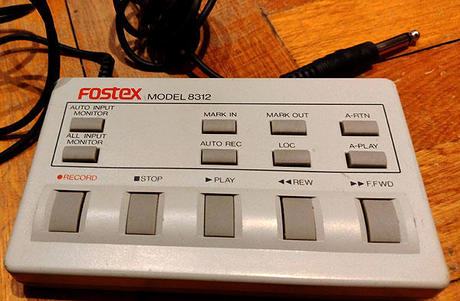 FOSTEX MODEL 8312
AUTO INPUT
MONITOR
MARK IN
MARK OUT
A-RTN
ALL INPUT
MONITOR
AUTO REC
LOC
A-PLAY
●RECORD
■STOP
▶PLAY
◀◀REW
▶▶F.FWD